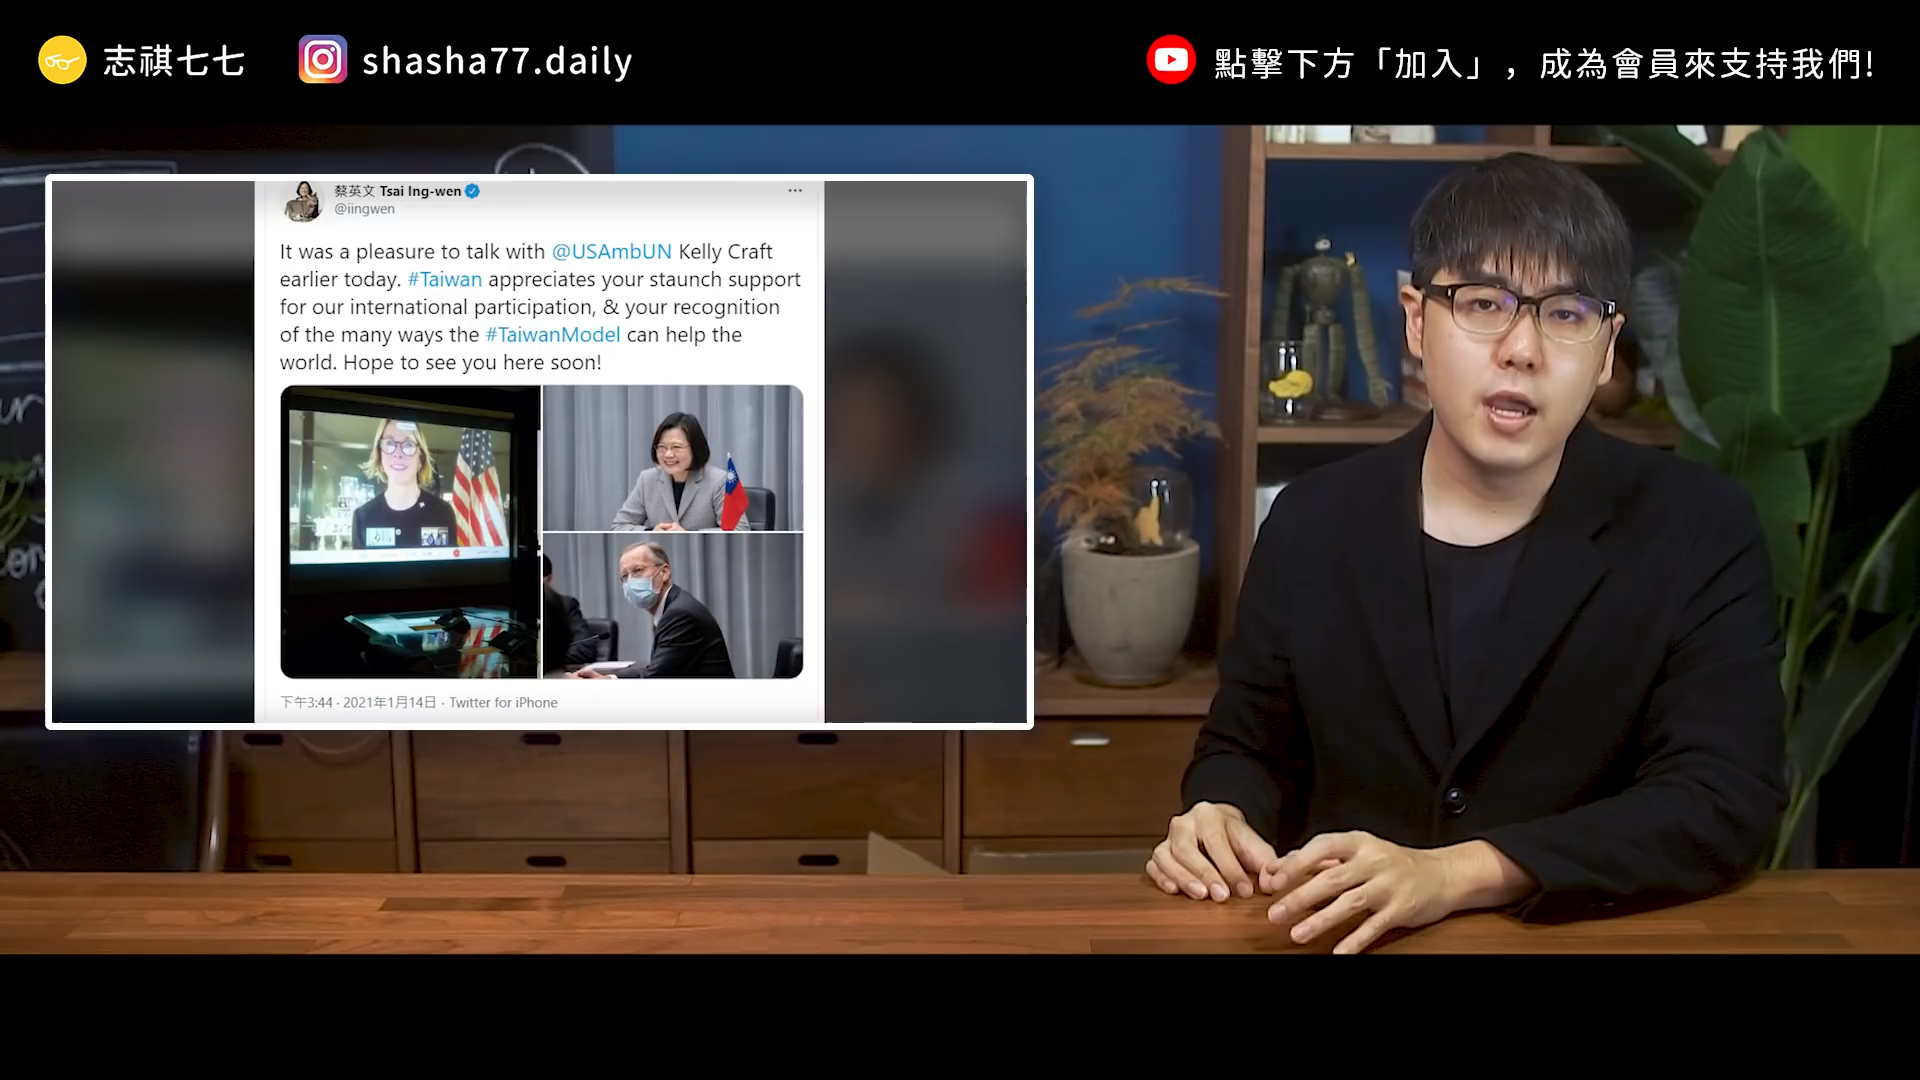 志祺七七
shasha77.daily
點擊下方「加入」，成為會員來支持我們!
蔡英文 Tsai Ing-wen
@iingwen
It was a pleasure to talk with @USAmbUN Kelly Craft
earlier today. #Taiwan appreciates your staunch support
for our international participation, & your recognition
of the many ways the #TaiwanModel can help the
world. Hope to see you here soon!
下午3:44 · 2021年1月14日 · Twitter for iPhone